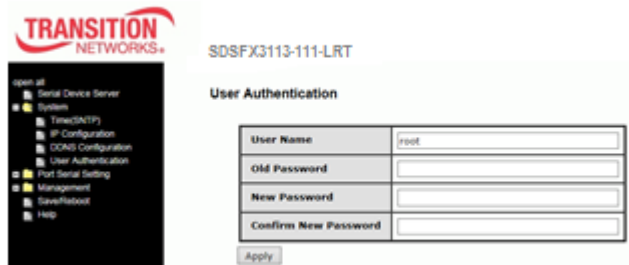 TRANSITION
NETWORKS®
SDSFX3113-111-LRT
open all
Serial Device Server
System
Time(SNTP)
IP Configuration
DDNS Configuration
User Authentication
Port Serial Setting
Management
Save/Reboot
Help
User Authentication
User Name
root
Old Password
New Password
Confirm New Password
Apply